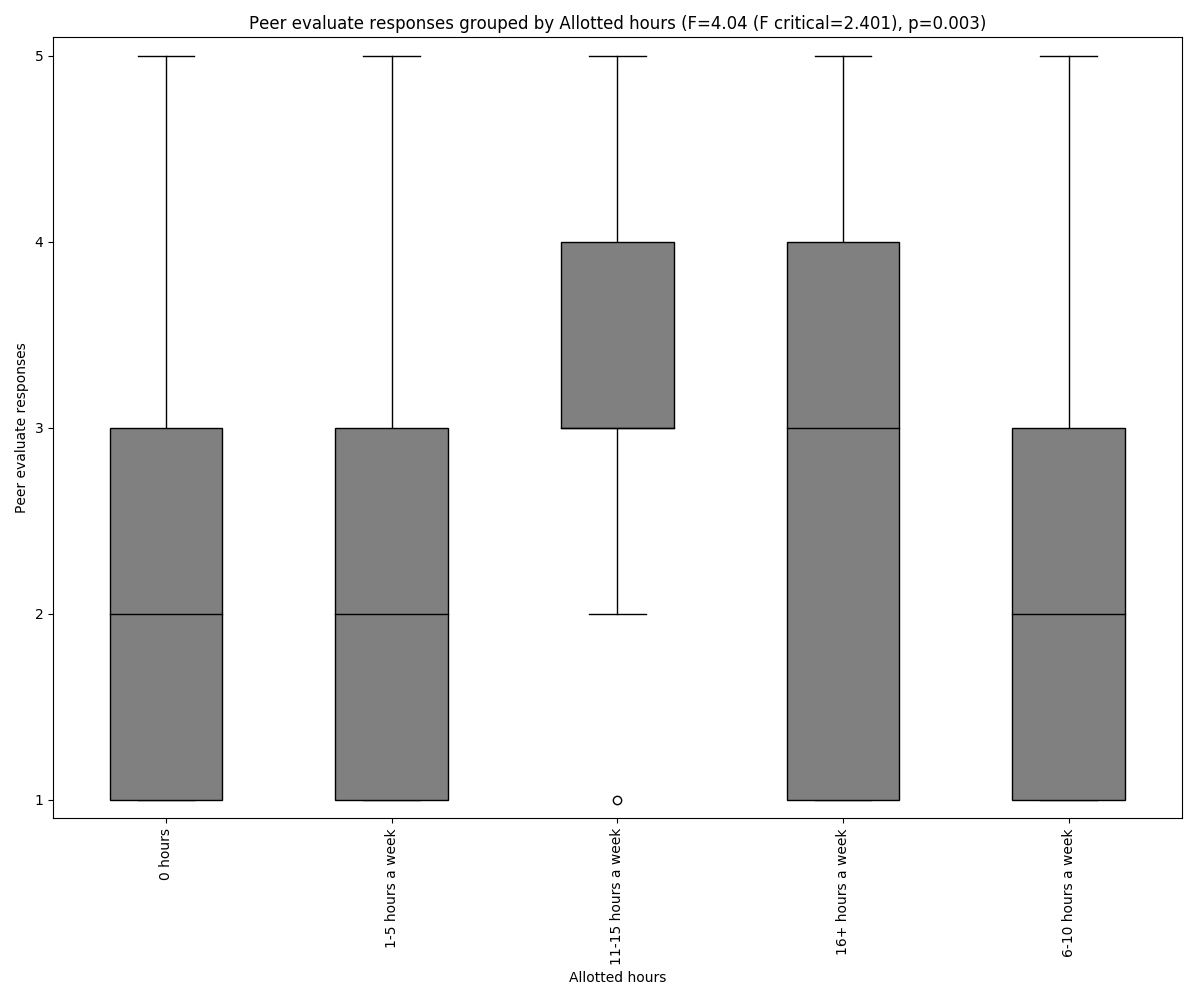 Peer evaluate responses grouped by Allotted hours (F=4.04 (F critical=2.401), p=0.003)
Peer evaluate responses
5
4
3
2
1
0 hours
1-5 hours a week
11-15 hours a week
16+ hours a week
6-10 hours a week
Allotted hours